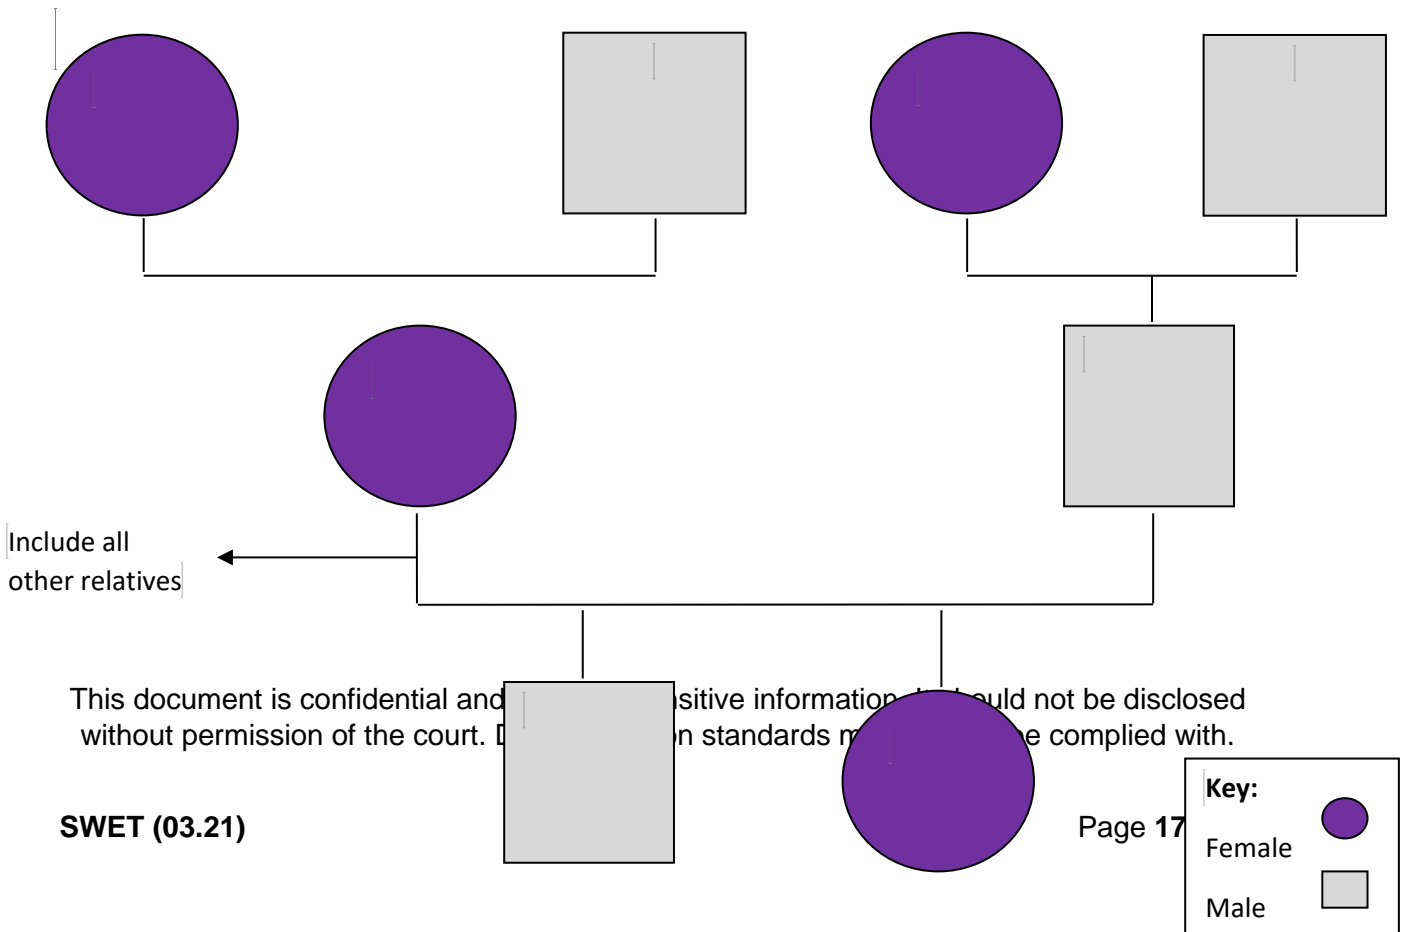 Include all
other relatives
This document is confidential and sitive information uld not be disclosed
without permission of the court. n standards m e complied with.
SWET (03.21)
Page 17
Key:
Female
Male